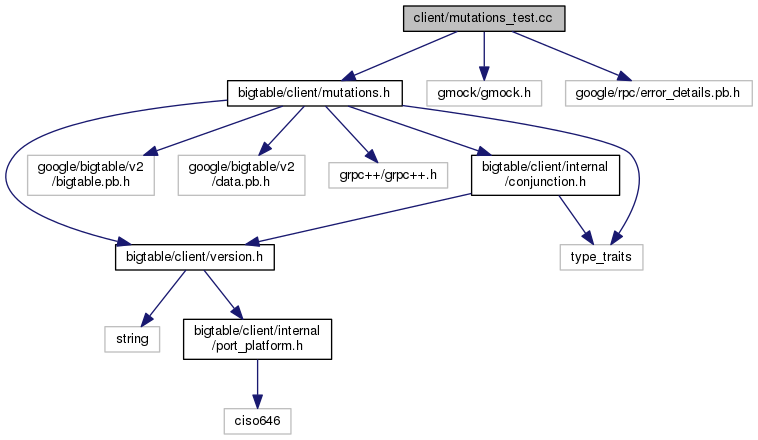 client/mutations_test.cc
bigtable/client/mutations.h
gmock/gmock.h
google/rpc/error_details.pb.h
google/bigtable/v2
/bigtable.pb.h
google/bigtable/v2
/data.pb.h
grpc++/grpc++.h
bigtable/client/internal
/conjunction.h
bigtable/client/version.h
type_traits
string
bigtable/client/internal
/port_platform.h
ciso646